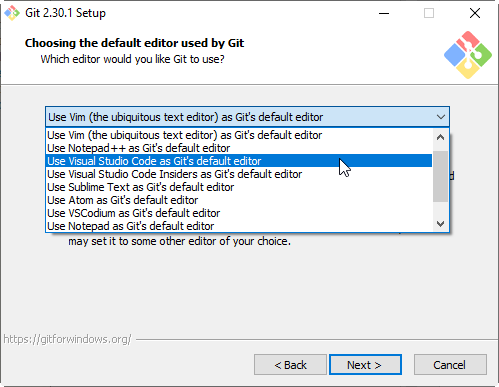 Git 2.30.1 Setup
Choosing the default editor used by Git
Which editor would you like Git to use?
Use Vim (the ubiquitous text editor) as Git's default editor
Use Vim (the ubiquitous text editor) as Git's default editor
Use Notepad++ as Git's default editor
Use Visual Studio Code as Git's default editor
Use Visual Studio Code Insiders as Git's default editor
Use Sublime Text as Git's default editor
Use Atom as Git's default editor
Use VSCodium as Git's default editor
Use Notepad as Git's default editor
may set it to some other editor of your choice.
https://gitforwindows.org/
< Back
Next >
Cancel